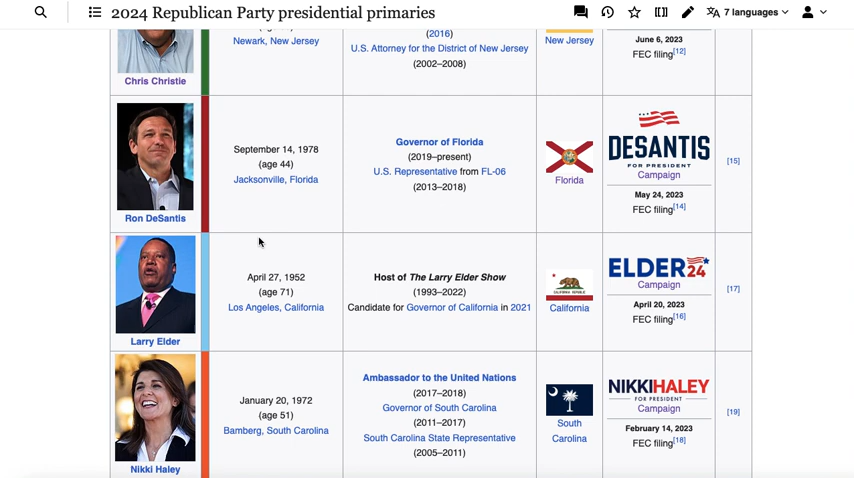 2024 Republican Party presidential primaries
7 languages
Chris Christie
Newark, New Jersey
(2016)
U.S. Attorney for the District of New Jersey
(2002–2008)
New Jersey
June 6, 2023
FEC filing[12]
Ron DeSantis
September 14, 1978
(age 44)
Jacksonville, Florida
Governor of Florida
(2019–present)
U.S. Representative from FL-06
(2013–2018)
Florida
DESANTIS
FOR PRESIDENT
Campaign
May 24, 2023
FEC filing[14]
[15]
Larry Elder
April 27, 1952
(age 71)
Los Angeles, California
Host of The Larry Elder Show
(1993–2022)
Candidate for Governor of California in 2021
California
ELDER24
Campaign
April 20, 2023
FEC filing[16]
[17]
Nikki Haley
January 20, 1972
(age 51)
Bamberg, South Carolina
Ambassador to the United Nations
(2017–2018)
Governor of South Carolina
(2011–2017)
South Carolina State Representative
(2005–2011)
South
Carolina
NIKKIHALEY
FOR PRESIDENT
Campaign
February 14, 2023
FEC filing[18]
[19]